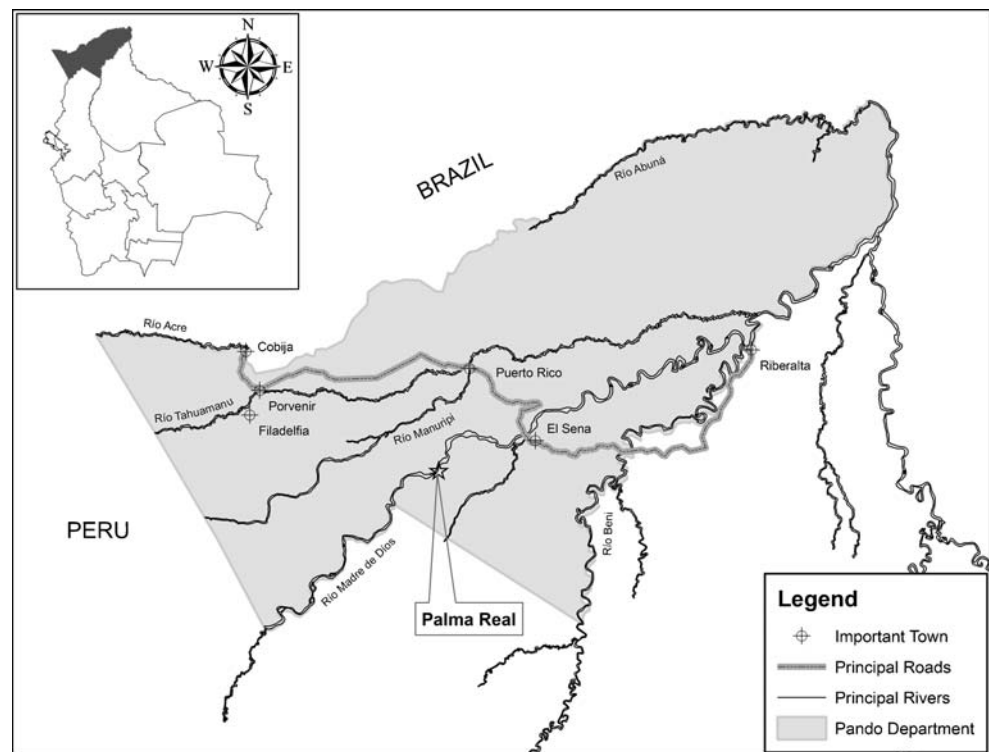 N
W
E
S
BRAZIL
Río Abuná
Río Acre
Cobija
Puerto Rico
Riberalta
Río Tahuamanu
Porvenir
Filadelfia
Río Manuripi
El Sena
PERU
Río Madre de Dios
Río Beni
Palma Real
Legend
Important Town
Principal Roads
Principal Rivers
Pando Department